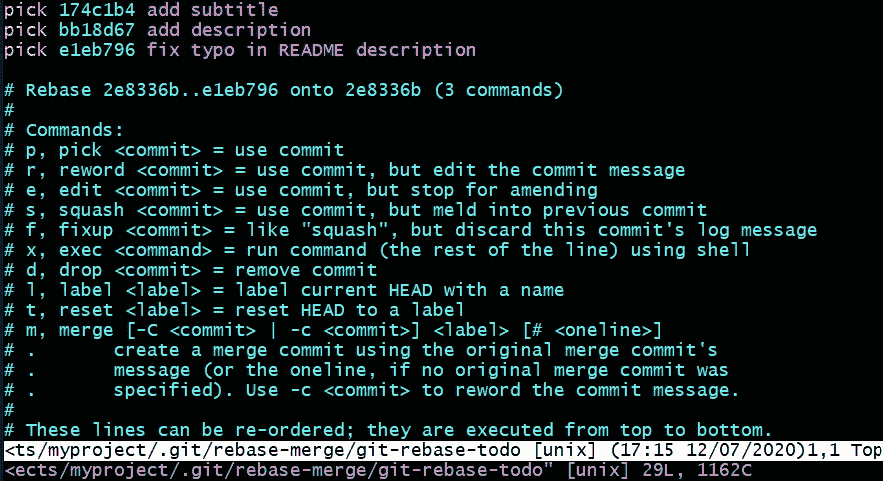 pick 174c1b4 add subtitle
pick bb18d67 add description
pick e1eb796 fix typo in README description
# Rebase 2e8336b..e1eb796 onto 2e8336b (3 commands)
#
# Commands:
# p, pick <commit> = use commit
# r, reword <commit> = use commit, but edit the commit message
# e, edit <commit> = use commit, but stop for amending
# s, squash <commit> = use commit, but meld into previous commit
# f, fixup <commit> = like "squash", but discard this commit's log message
# x, exec <command> = run command (the rest of the line) using shell
# d, drop <commit> = remove commit
# l, label <label> = label current HEAD with a name
# t, reset <label> = reset HEAD to a label
# m, merge [-C <commit> | -c <commit>] <label> [# <oneline>]
# .       create a merge commit using the original merge commit's
# .       message (or the oneline, if no original merge commit was
# .       specified). Use -c <commit> to reword the commit message.
#
# These lines can be re-ordered; they are executed from top to bottom.
<ts/myproject/.git/rebase-merge/git-rebase-todo [unix] (17:15 12/07/2020)1,1 Top
<ects/myproject/.git/rebase-merge/git-rebase-todo" [unix] 29L, 1162C